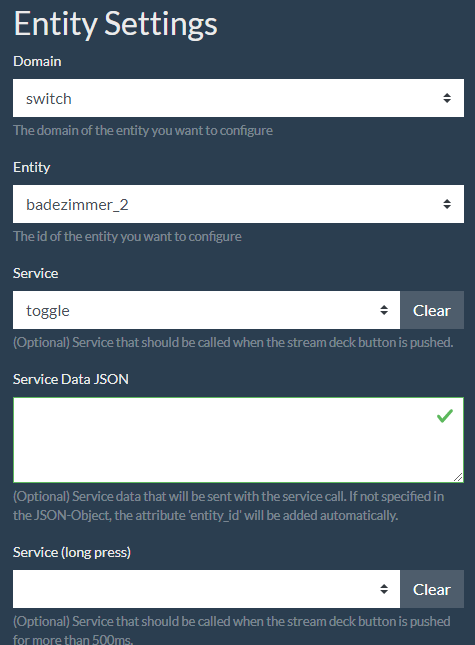 Entity Settings
Domain
switch
The domain of the entity you want to configure
Entity
badezimmer_2
The id of the entity you want to configure
Service
toggle
Clear
(Optional) Service that should be called when the stream deck button is pushed.
Service Data JSON
(Optional) Service data that will be sent with the service call. If not specified in
the JSON-Object, the attribute 'entity_id' will be added automatically.
Service (long press)
Clear
(Optional) Service that should be called when the stream deck button is pushed
for more than 500ms.